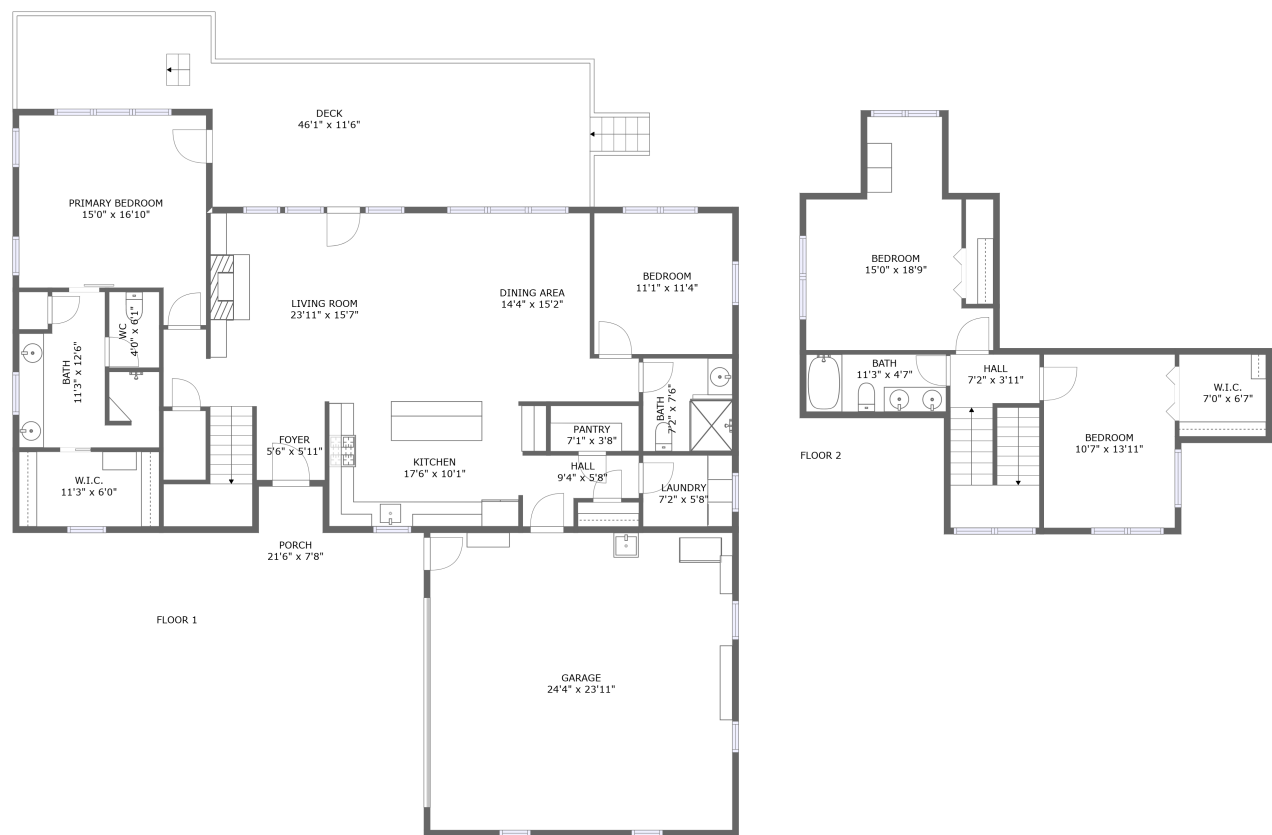 DECK
46'1" x 11'6"
PRIMARY BEDROOM
15'0" x 16'10"
LIVING ROOM
23'11" x 15'7"
DINING AREA
14'4" x 15'2"
BEDROOM
11'1" x 11'4"
WC
4'0" x 6'1"
BATH
11'3" x 12'6"
W.I.C.
11'3" x 6'0"
FOYER
5'6" x 5'11"
KITCHEN
17'6" x 10'1"
PANTRY
7'1" x 3'8"
HALL
9'4" x 5'8"
BATH
7'2" x 7'6"
LAUNDRY
7'2" x 5'8"
PORCH
21'6" x 7'8"
GARAGE
24'4" x 23'11"
FLOOR 1
BEDROOM
15'0" x 18'9"
BATH
11'3" x 4'7"
HALL
7'2" x 3'11"
W.I.C.
7'0" x 6'7"
BEDROOM
10'7" x 13'11"
FLOOR 2